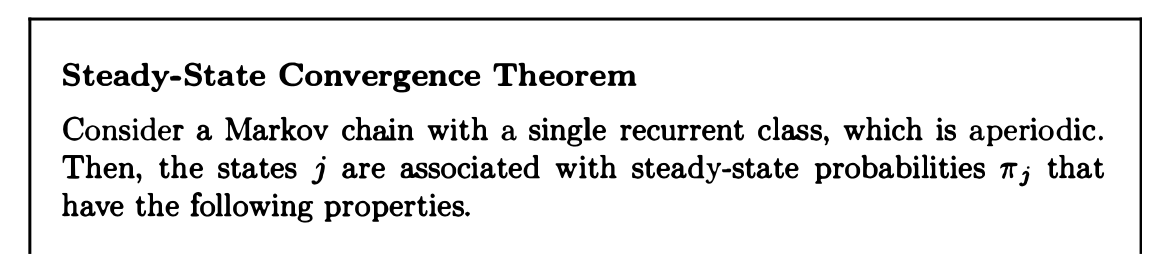 Steady-State Convergence Theorem
Consider a Markov chain with a single recurrent class, which is aperiodic.
Then, the states j are associated with steady-state probabilities πj that
have the following properties.